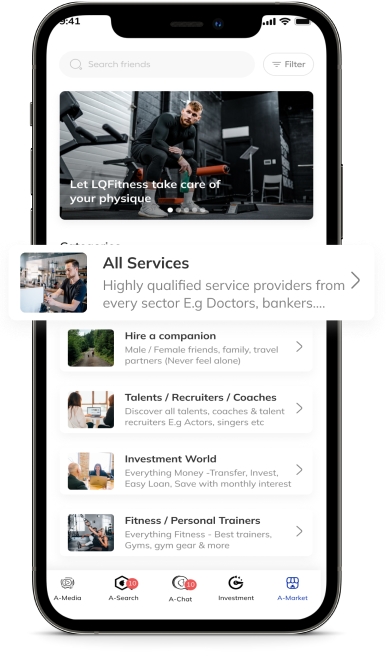 9:41
Search friends
Filter
Let LQFitness take care of
your physique
All Services
Highly qualified service providers from
every sector E.g Doctors, bankers....
Hire a companion
Male / Female friends, family, travel
partners (Never feel alone)
Talents / Recruiters / Coaches
Discover all talents, coaches & talent
recruiters E.g Actors, singers etc
Investment World
Everything Money -Transfer, Invest,
Easy Loan, Save with monthly interest
Fitness / Personal Trainers
Everything Fitness - Best trainers,
Gyms, gym gear & more
10
10
A-Media
A-Search
A-Chat
Investment
A-Market